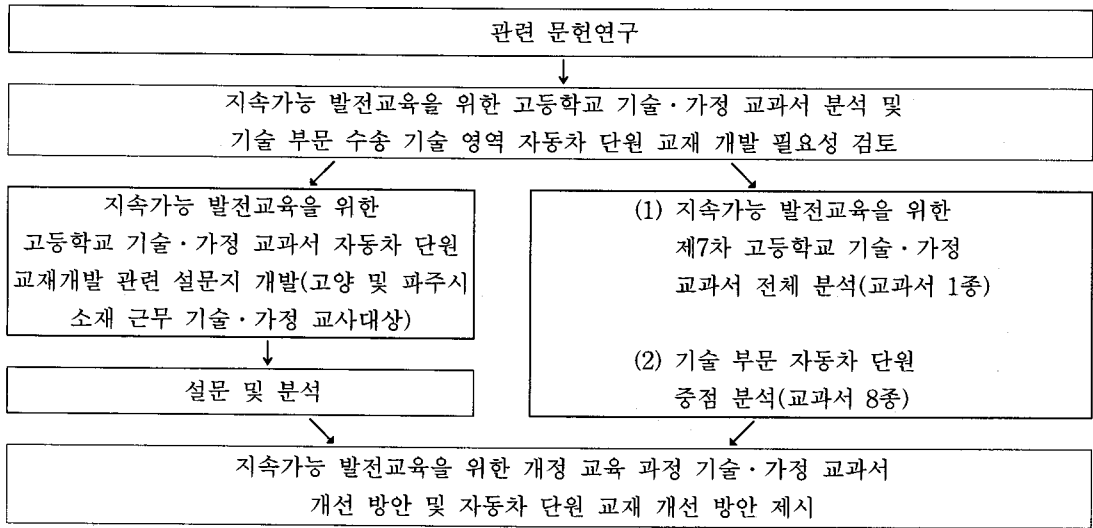 관련 문헌연구
지속가능 발전교육을 위한 고등학교 기술·가정 교과서 분석 및
기술 부문 수송 기술 영역 자동차 단원 교재 개발 필요성 검토
지속가능 발전교육을 위한
고등학교 기술·가정 교과서 자동차 단원
교재개발 관련 설문지 개발(고양 및 파주시
소재 근무 기술·가정 교사대상)
설문 및 분석
(1) 지속가능 발전교육을 위한
제7차 고등학교 기술·가정
교과서 전체 분석(교과서 1종)
(2) 기술 부문 자동차 단원
중점 분석(교과서 8종)
지속가능 발전교육을 위한 개정 교육 과정 기술·가정 교과서
개선 방안 및 자동차 단원 교재 개선 방안 제시